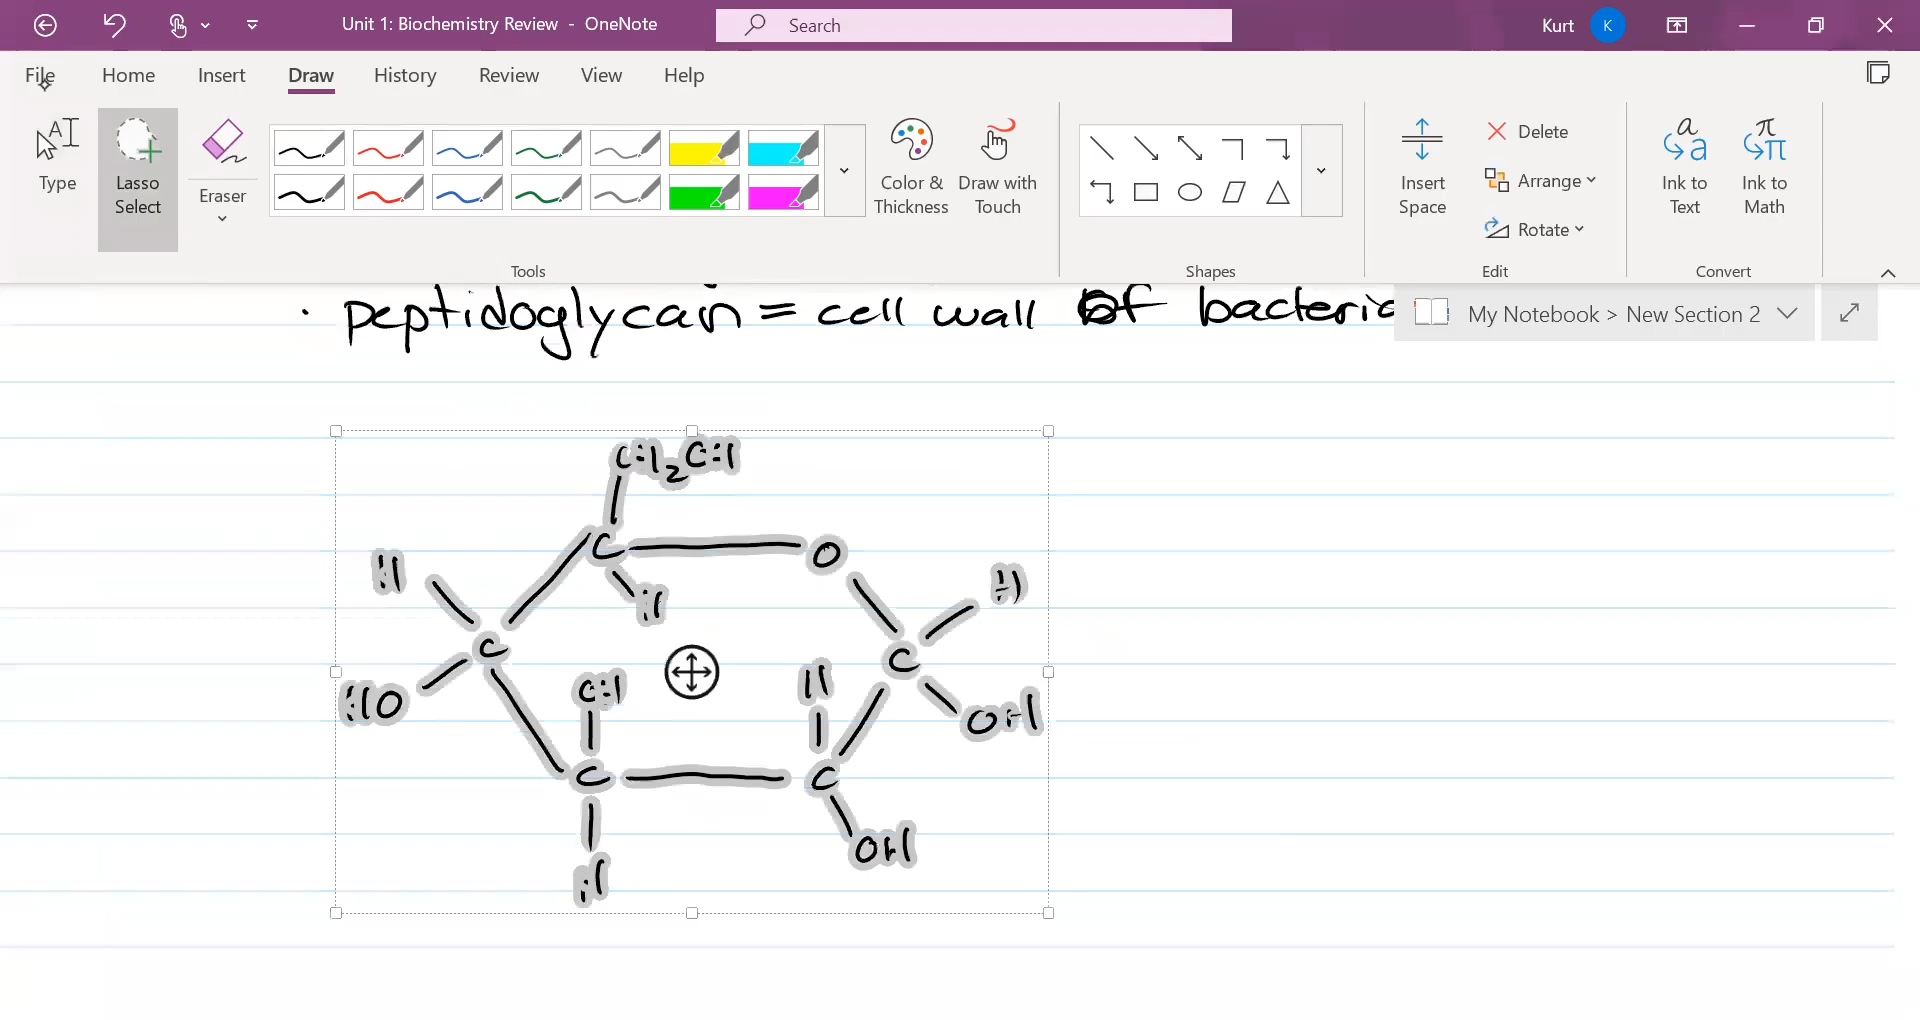 Unit 1: Biochemistry Review - OneNote
Search
Kurt
K
File Home Insert Draw History Review View Help
Type
Lasso Select
Eraser
Color & Thickness
Draw with Touch
Insert Space
Delete
Arrange
Rotate
Ink to Text
Ink to Math
Tools
Shapes
Edit
Convert
· peptidoglycan = cell wall of bacteria
My Notebook > New Section 2
CH₂OH
C O
H H
H
C C
HO OH H OH
C C
H OH